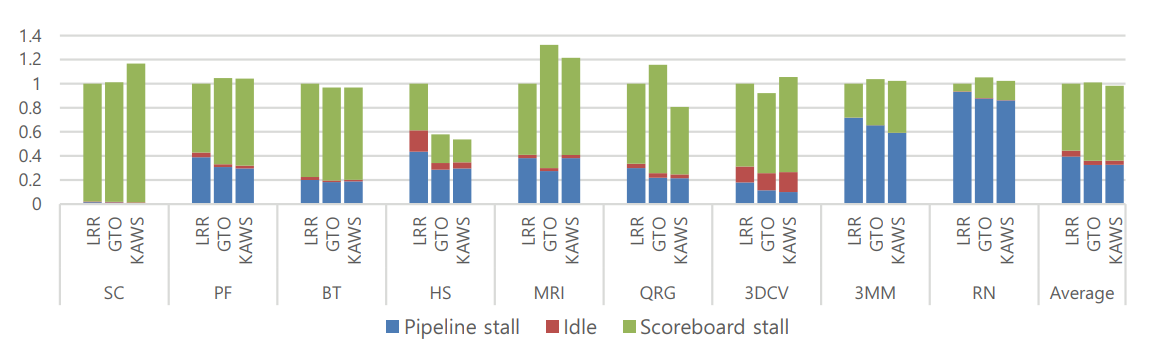 1.4
1.2
1
0.8
0.6
0.4
0.2
0
LRR GTO KAWS LRR GTO KAWS LRR GTO KAWS LRR GTO KAWS LRR GTO KAWS LRR GTO KAWS LRR GTO KAWS LRR GTO KAWS LRR GTO KAWS LRR GTO KAWS
SC PF BT HS MRI QRG 3DCV 3MM RN Average
Pipeline stall Idle Scoreboard stall